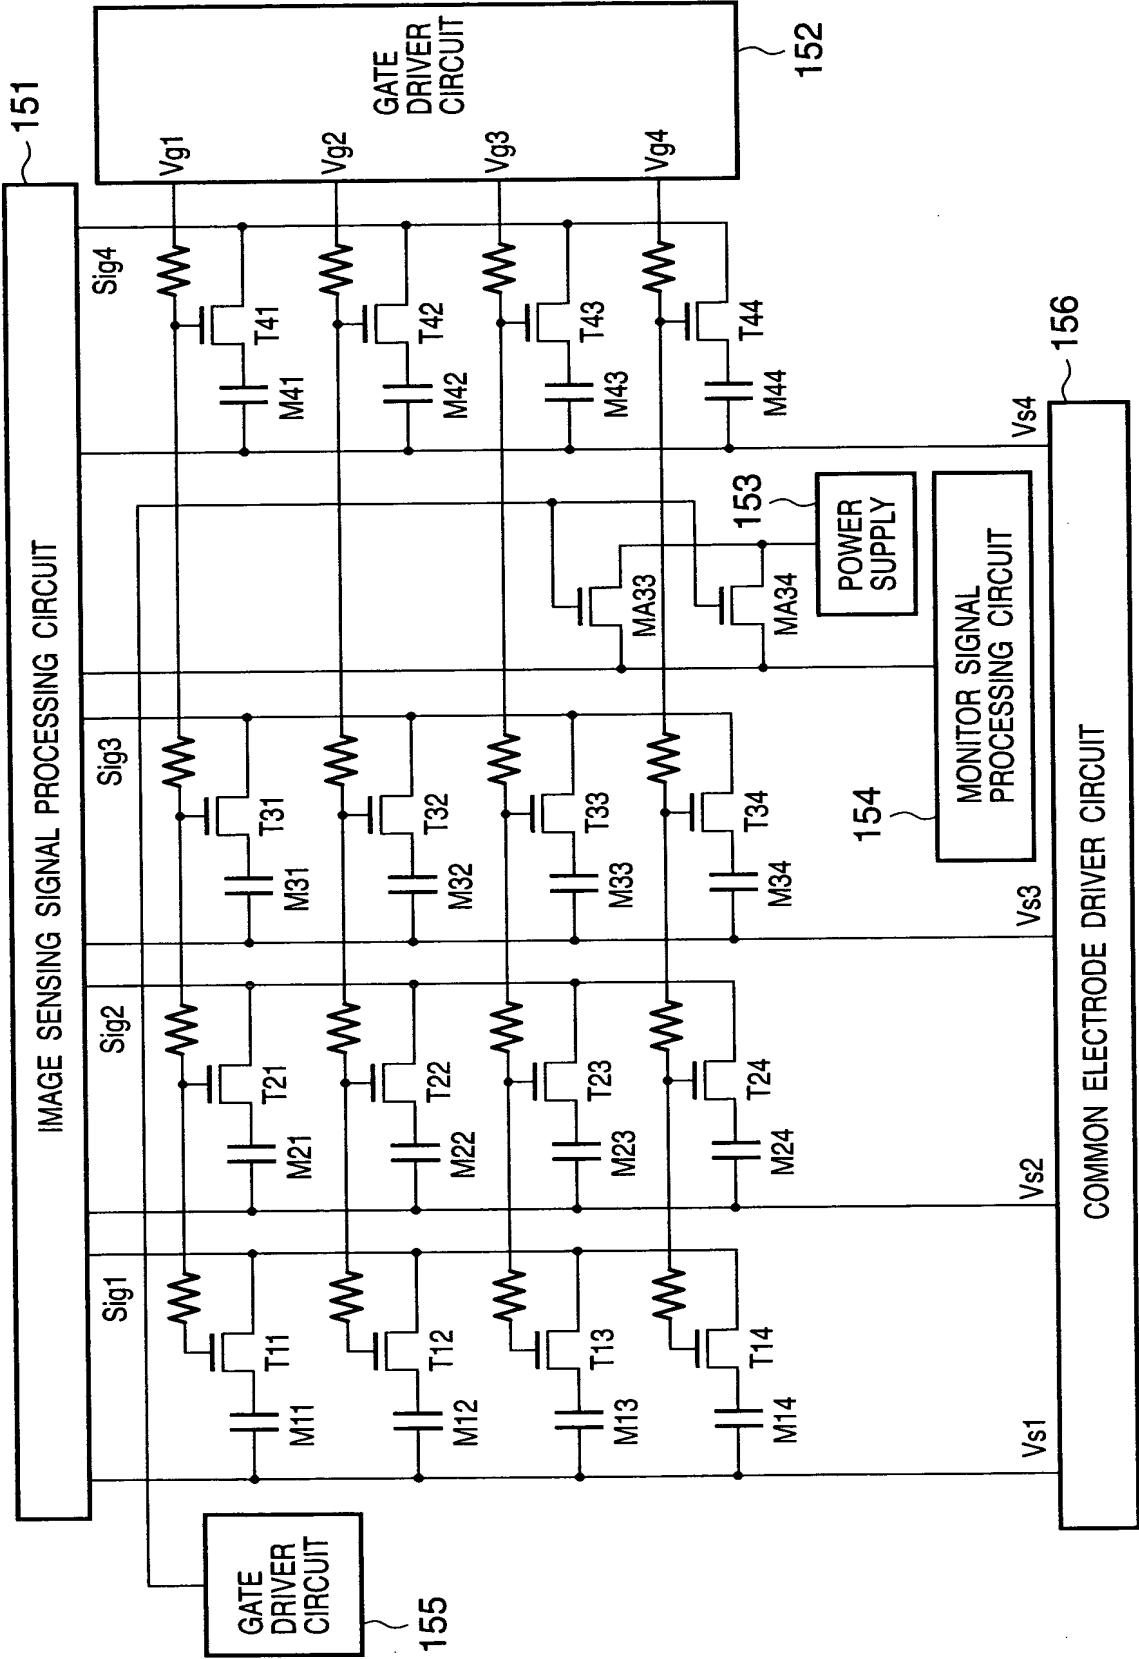 151
IMAGE SENSING SIGNAL PROCESSING CIRCUIT
GATE
DRIVER
CIRCUIT
155
GATE
DRIVER
CIRCUIT
152
Sig1
Sig2
Sig3
Sig4
Vg1
Vg2
Vg3
Vg4
T11
T21
T31
T41
M11
M21
M31
M41
T12
T22
T32
T42
M12
M22
M32
M42
T13
T23
T33
MA33
T43
M13
M23
M33
M43
T14
T24
T34
MA34
T44
M14
M24
M34
M44
POWER
SUPPLY
153
MONITOR SIGNAL
PROCESSING CIRCUIT
154
Vs1
Vs2
Vs3
Vs4
COMMON ELECTRODE DRIVER CIRCUIT
156